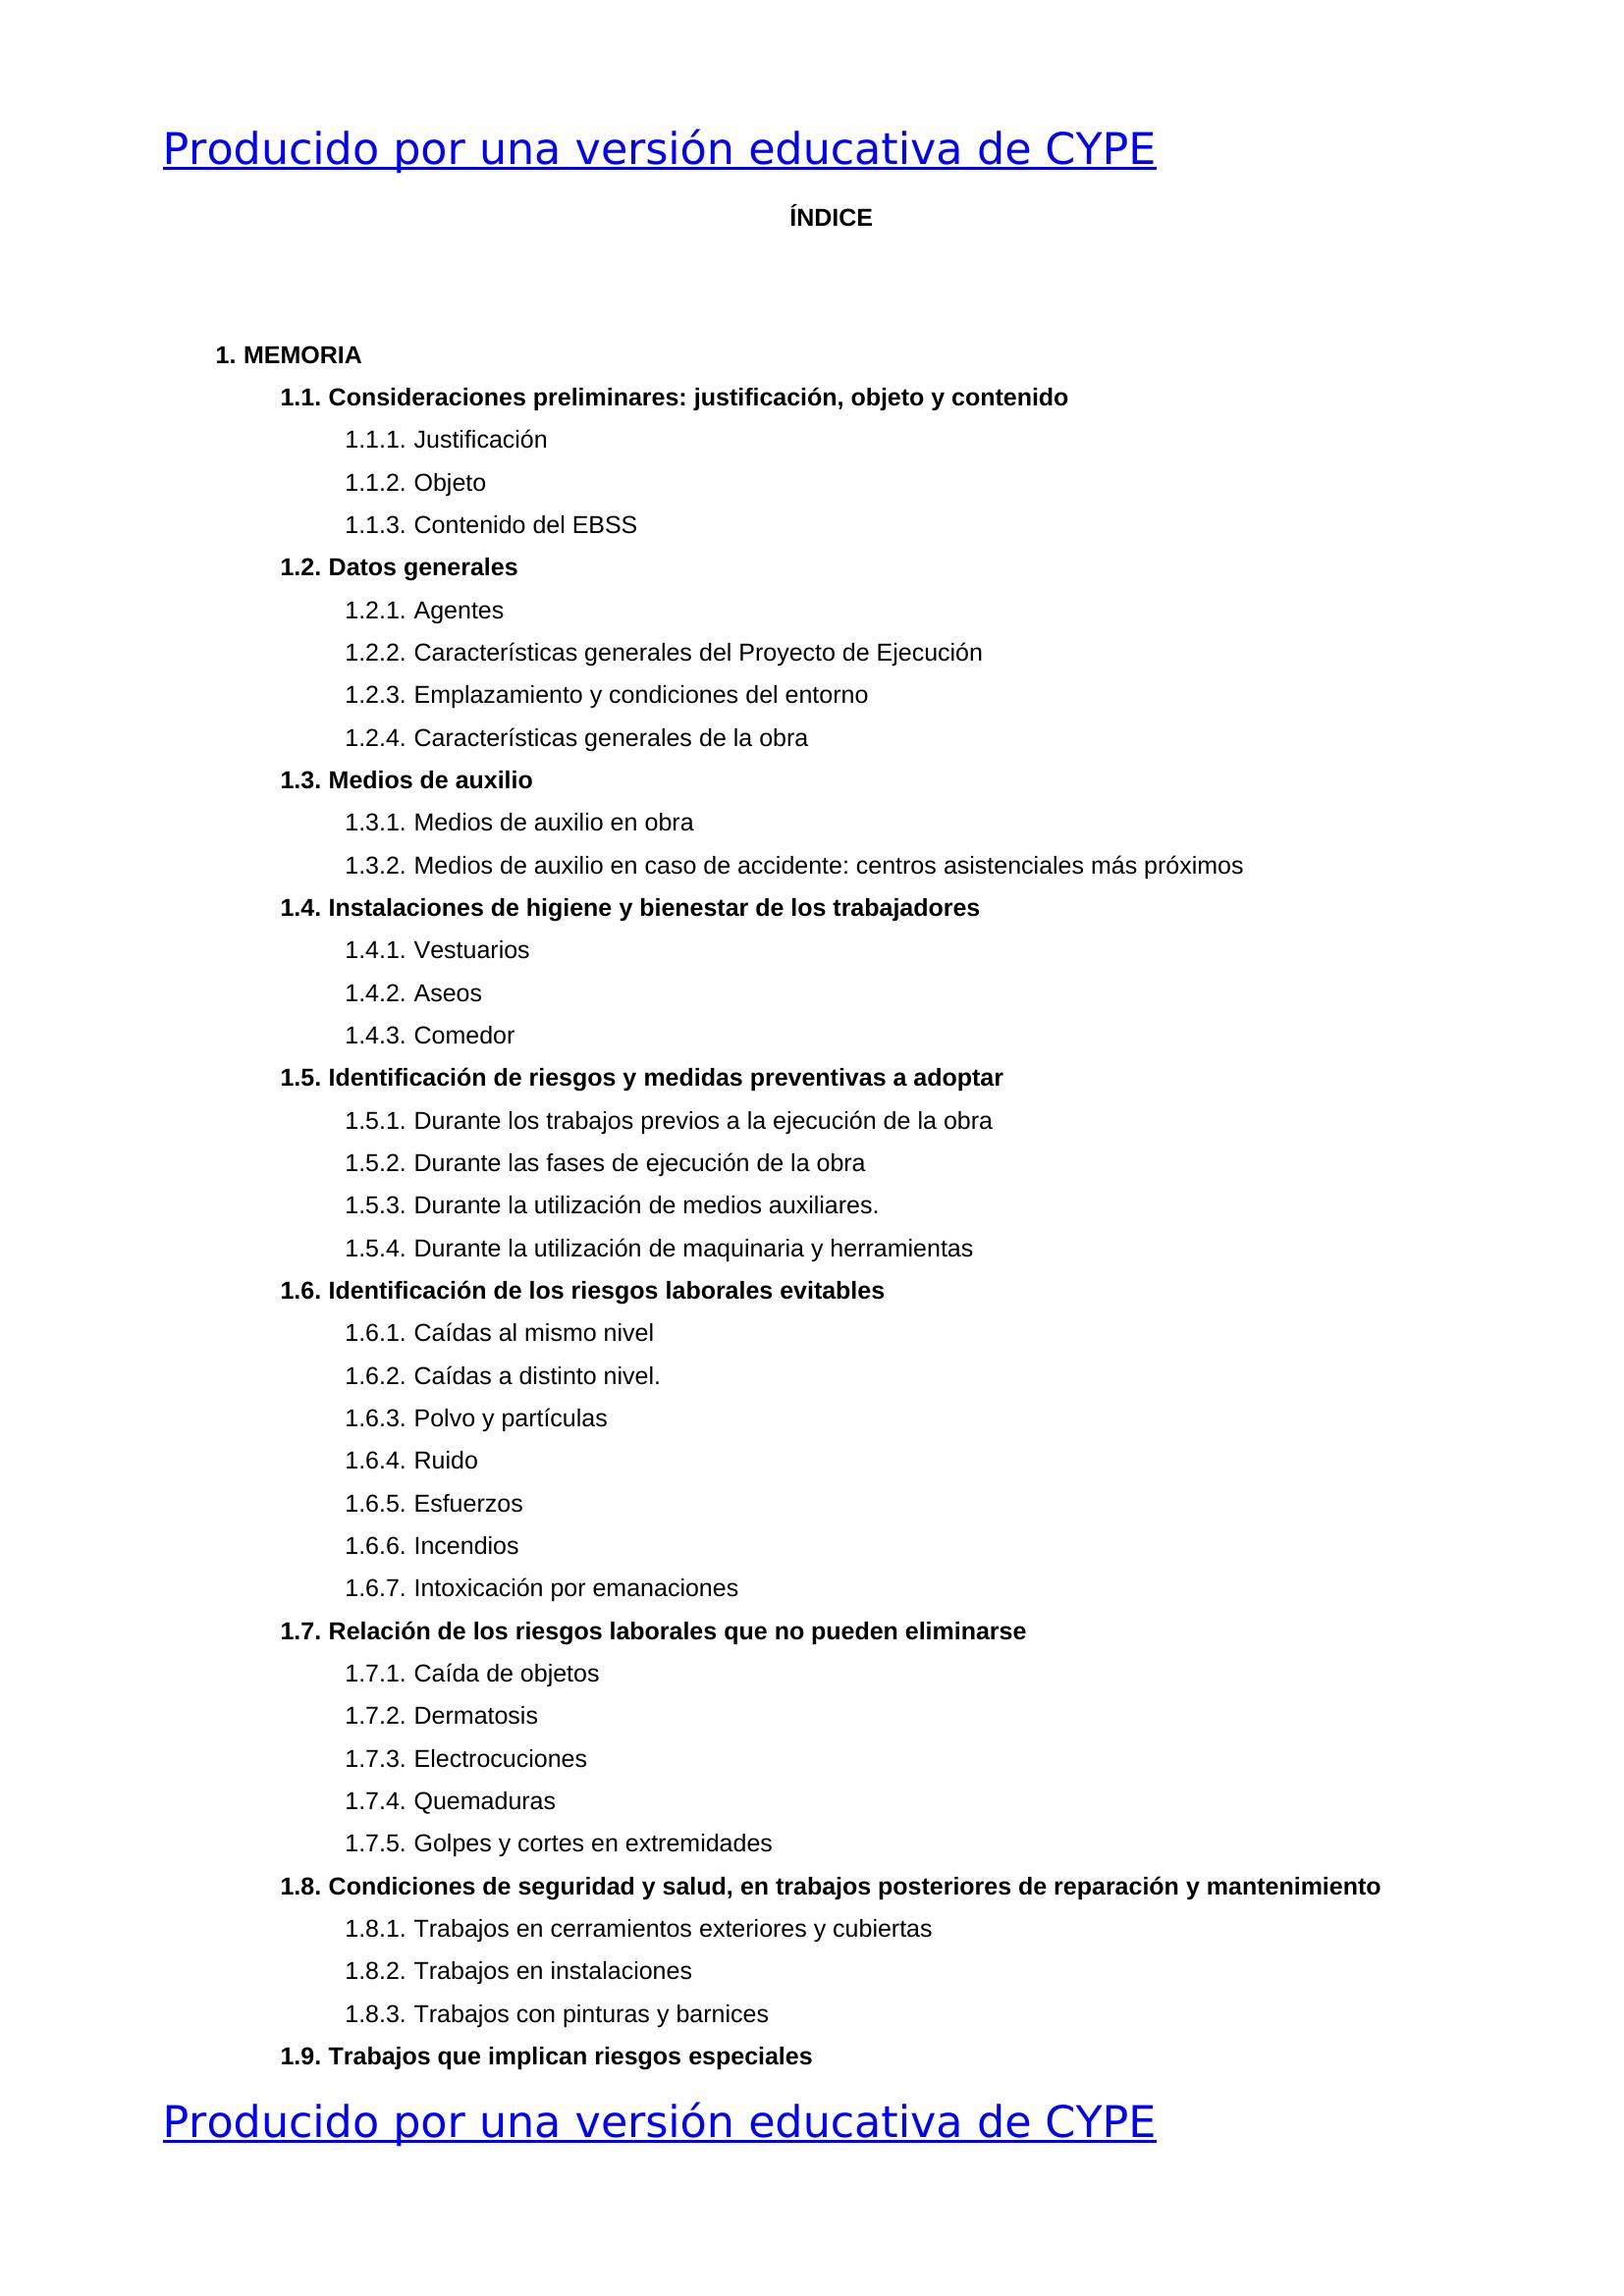 Producido por una versión educativa de CYPE
ÍNDICE
1. MEMORIA
1.1. Consideraciones preliminares: justificación, objeto y contenido
1.1.1. Justificación
1.1.2. Objeto
1.1.3. Contenido del EBSS
1.2. Datos generales
1.2.1. Agentes
1.2.2. Características generales del Proyecto de Ejecución
1.2.3. Emplazamiento y condiciones del entorno
1.2.4. Características generales de la obra
1.3. Medios de auxilio
1.3.1. Medios de auxilio en obra
1.3.2. Medios de auxilio en caso de accidente: centros asistenciales más próximos
1.4. Instalaciones de higiene y bienestar de los trabajadores
1.4.1. Vestuarios
1.4.2. Aseos
1.4.3. Comedor
1.5. Identificación de riesgos y medidas preventivas a adoptar
1.5.1. Durante los trabajos previos a la ejecución de la obra
1.5.2. Durante las fases de ejecución de la obra
1.5.3. Durante la utilización de medios auxiliares.
1.5.4. Durante la utilización de maquinaria y herramientas
1.6. Identificación de los riesgos laborales evitables
1.6.1. Caídas al mismo nivel
1.6.2. Caídas a distinto nivel.
1.6.3. Polvo y partículas
1.6.4. Ruido
1.6.5. Esfuerzos
1.6.6. Incendios
1.6.7. Intoxicación por emanaciones
1.7. Relación de los riesgos laborales que no pueden eliminarse
1.7.1. Caída de objetos
1.7.2. Dermatosis
1.7.3. Electrocuciones
1.7.4. Quemaduras
1.7.5. Golpes y cortes en extremidades
1.8. Condiciones de seguridad y salud, en trabajos posteriores de reparación y mantenimiento
1.8.1. Trabajos en cerramientos exteriores y cubiertas
1.8.2. Trabajos en instalaciones
1.8.3. Trabajos con pinturas y barnices
1.9. Trabajos que implican riesgos especiales
Producido por una versión educativa de CYPE